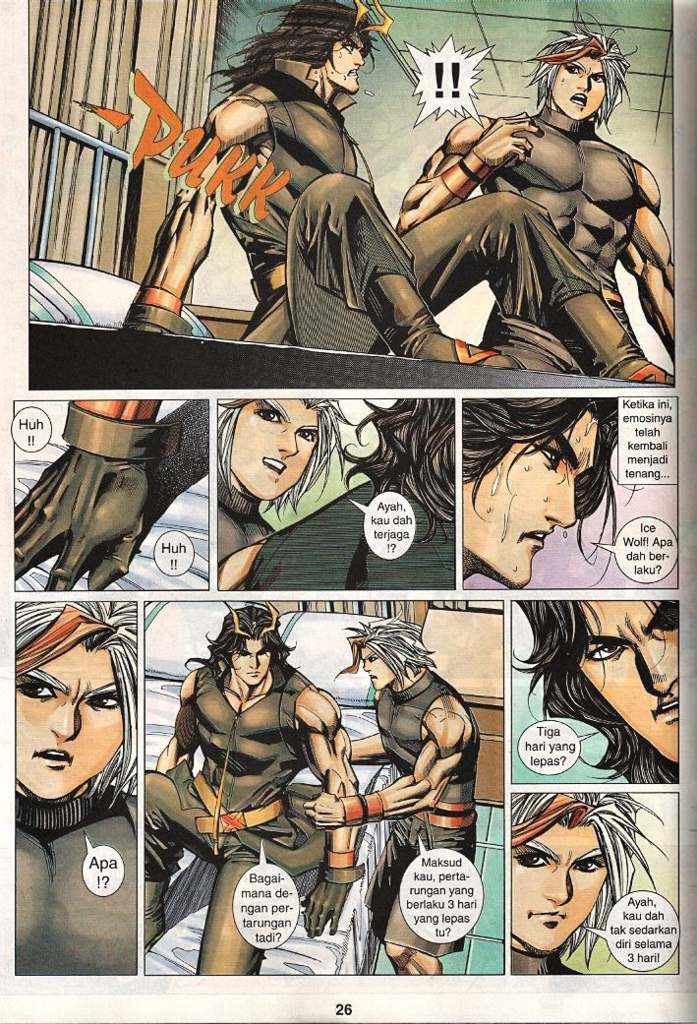 PUKK
!!
Huh
!!
Huh
!!
Ayah,
kau dah
terjaga
!?
Ketika ini,
emosinya
telah
kembali
menjadi
tenang...
Ice
Wolf! Apa
dah ber-
laku?
Apa
!?
Bagai-
mana de-
ngan per-
tarungan
tadi?
Maksud
kau, perta-
rungan yang
berlaku 3 hari
yang lepas
tu?
Tiga
hari yang
lepas?
Ayah,
kau dah
tak sedarkan
diri selama
3 hari!
26